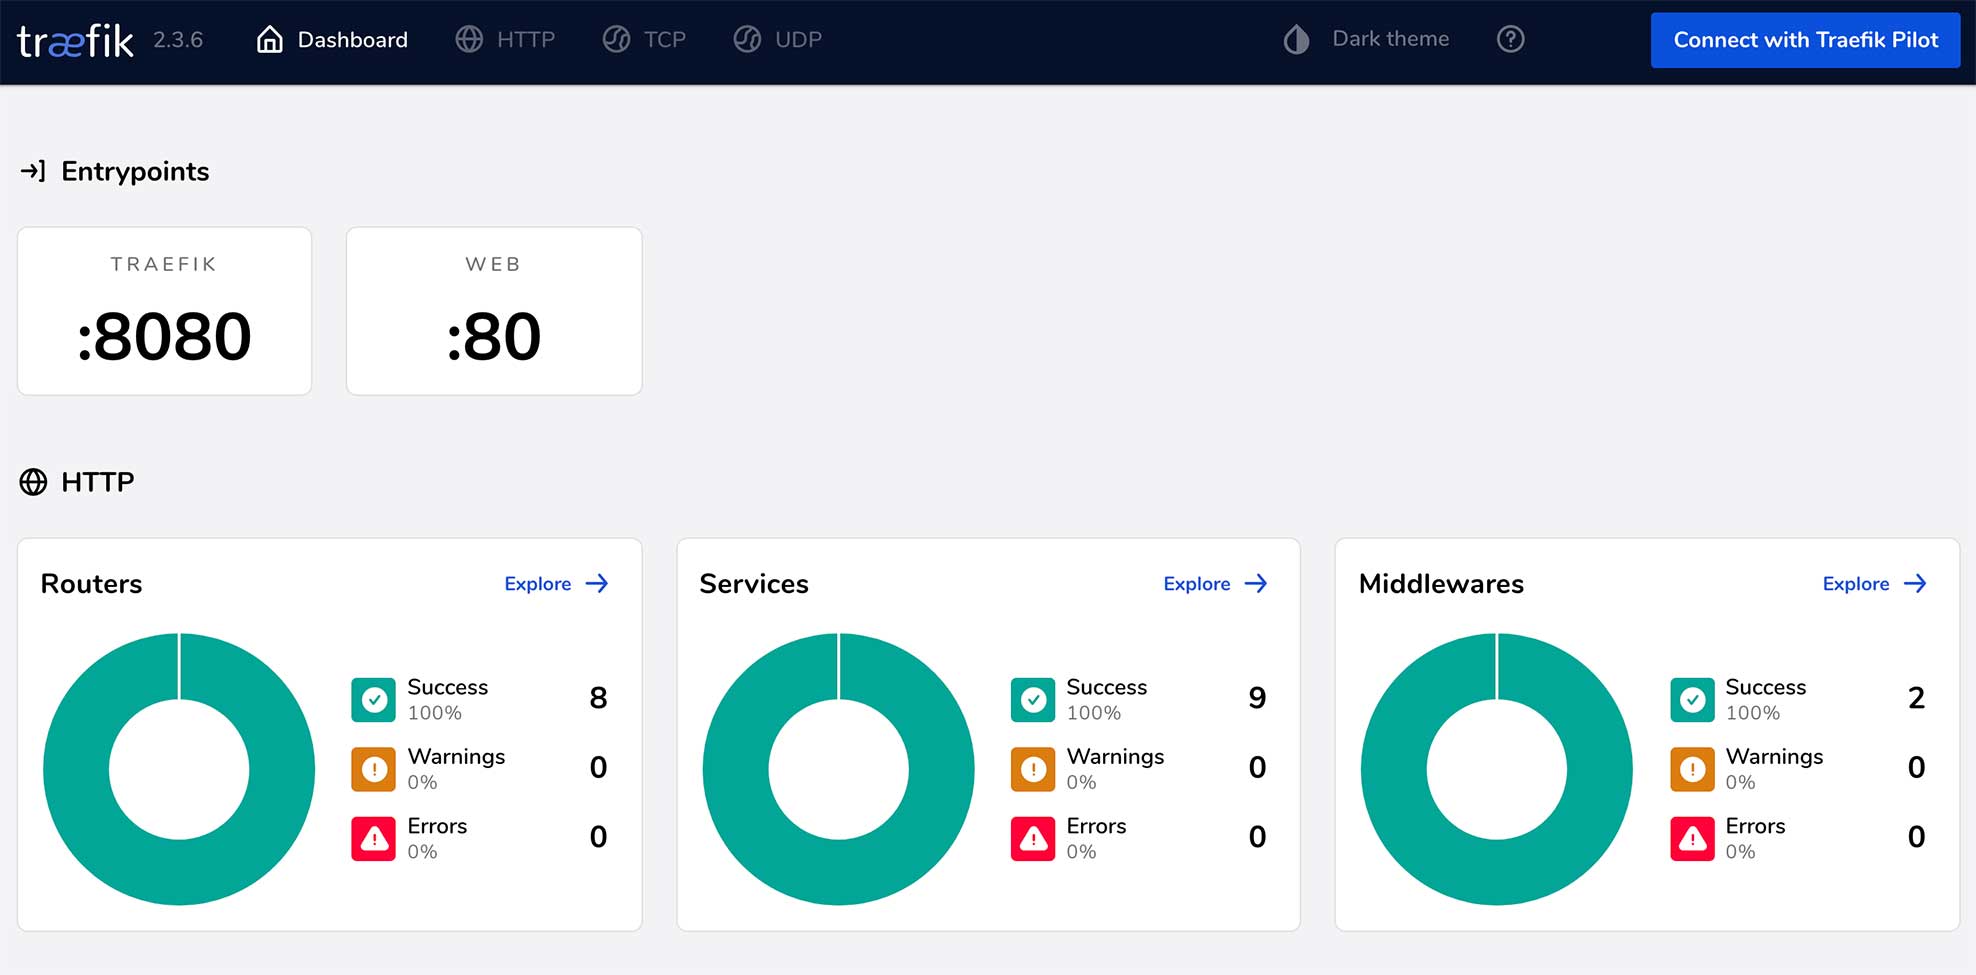 træfik 2.3.6 Dashboard HTTP TCP UDP Dark theme Connect with Traefik Pilot
Entrypoints
TRAEFIK
:8080
WEB
:80
HTTP
Routers Explore
Success 8
100%
Warnings 0
0%
Errors 0
0%
Services Explore
Success 9
100%
Warnings 0
0%
Errors 0
0%
Middlewares Explore
Success 2
100%
Warnings 0
0%
Errors 0
0%